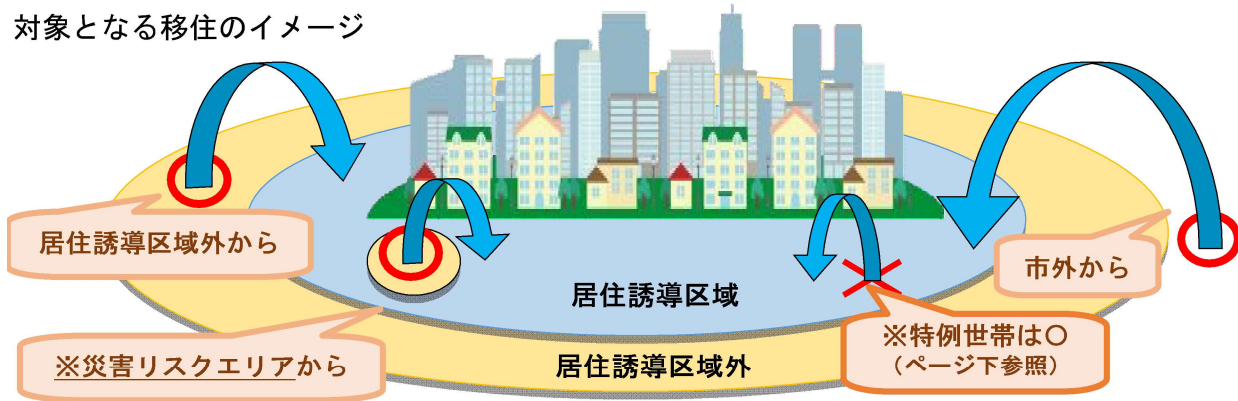 対象となる移住のイメージ
居住誘導区域外から
市外から
居住誘導区域
※災害リスクエリアから
※特例世帯は〇
（ページ下参照）
居住誘導区域外